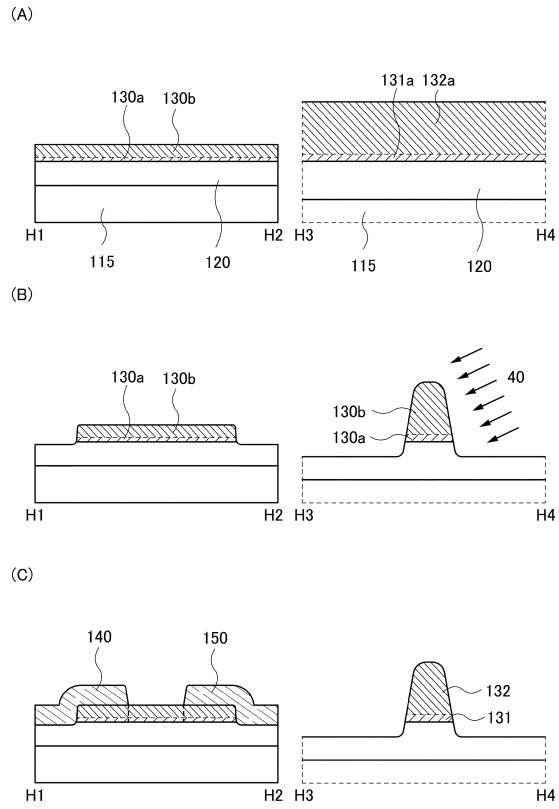 (A)
130a 130b
131a 132a
H1 H2 H3 H4
115 120 115 120
(B)
130a 130b
40
130b
130a
H1 H2 H3 H4
(C)
140 150
132
131
H1 H2 H3 H4